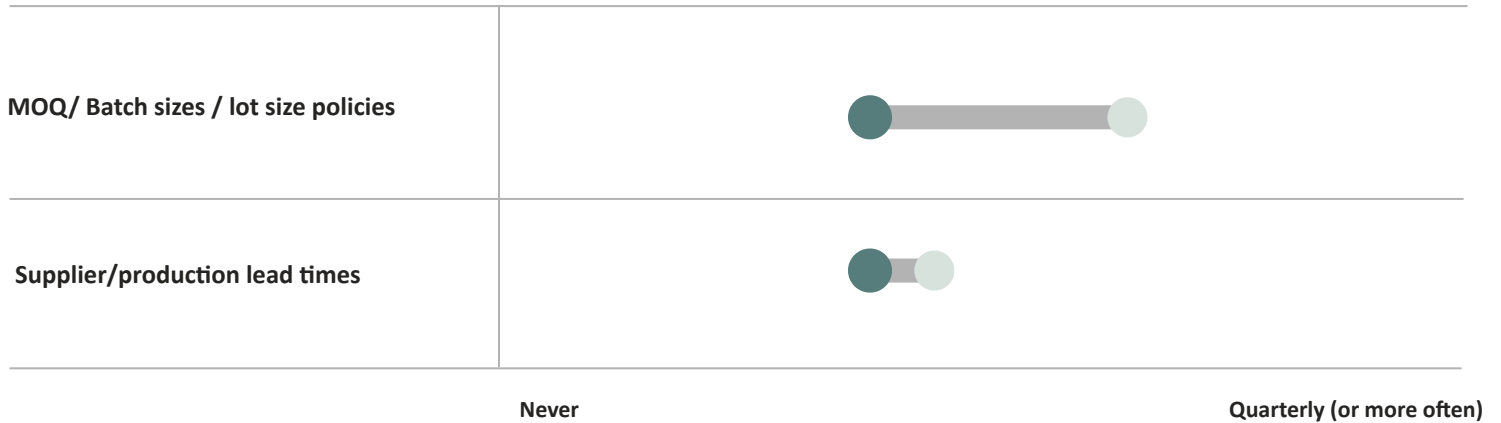 MOQ/ Batch sizes / lot size policies
Supplier/production lead times
Never
Quarterly (or more often)